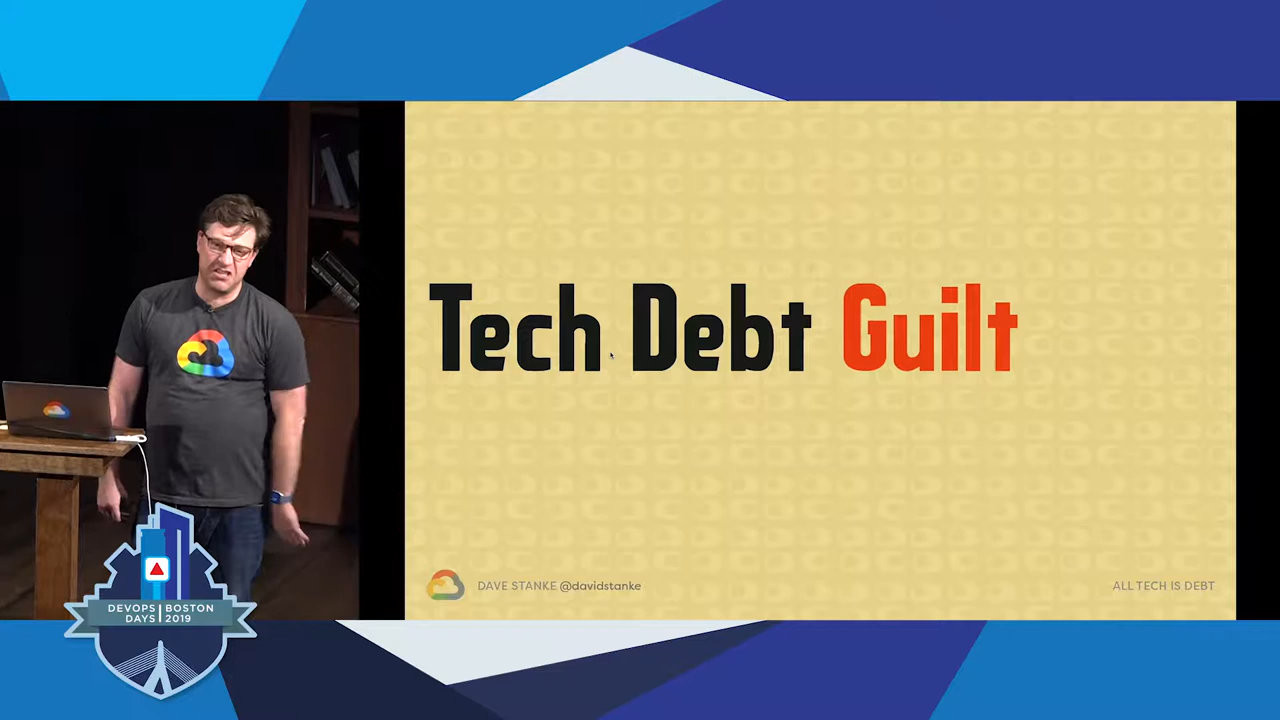 Tech Debt Guilt
DAVE STANKE @davidstanke
ALL TECH IS DEBT
DEVOPS BOSTON
DAYS 2019